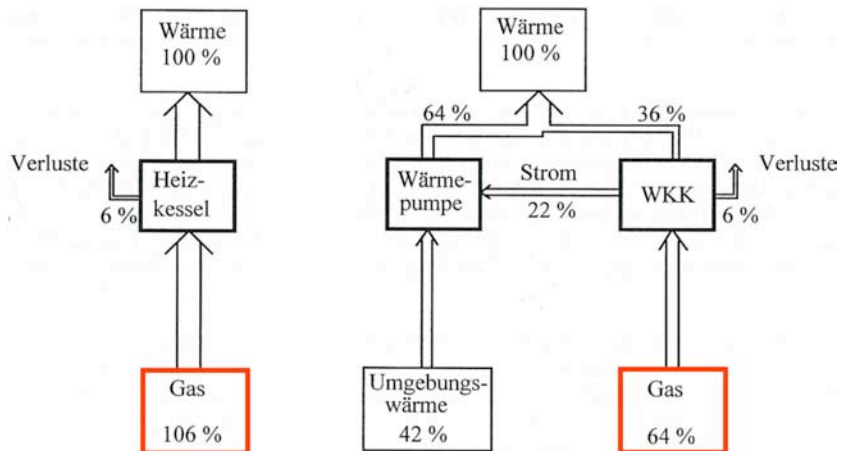 Wärme
100 %
Verluste
6 %
Heiz-
kessel
Gas
106 %
Wärme
100 %
64 %
36 %
Wärme-
pumpe
Strom
22 %
WKK
Verluste
6 %
Umgebungs-
wärme
42 %
Gas
64 %